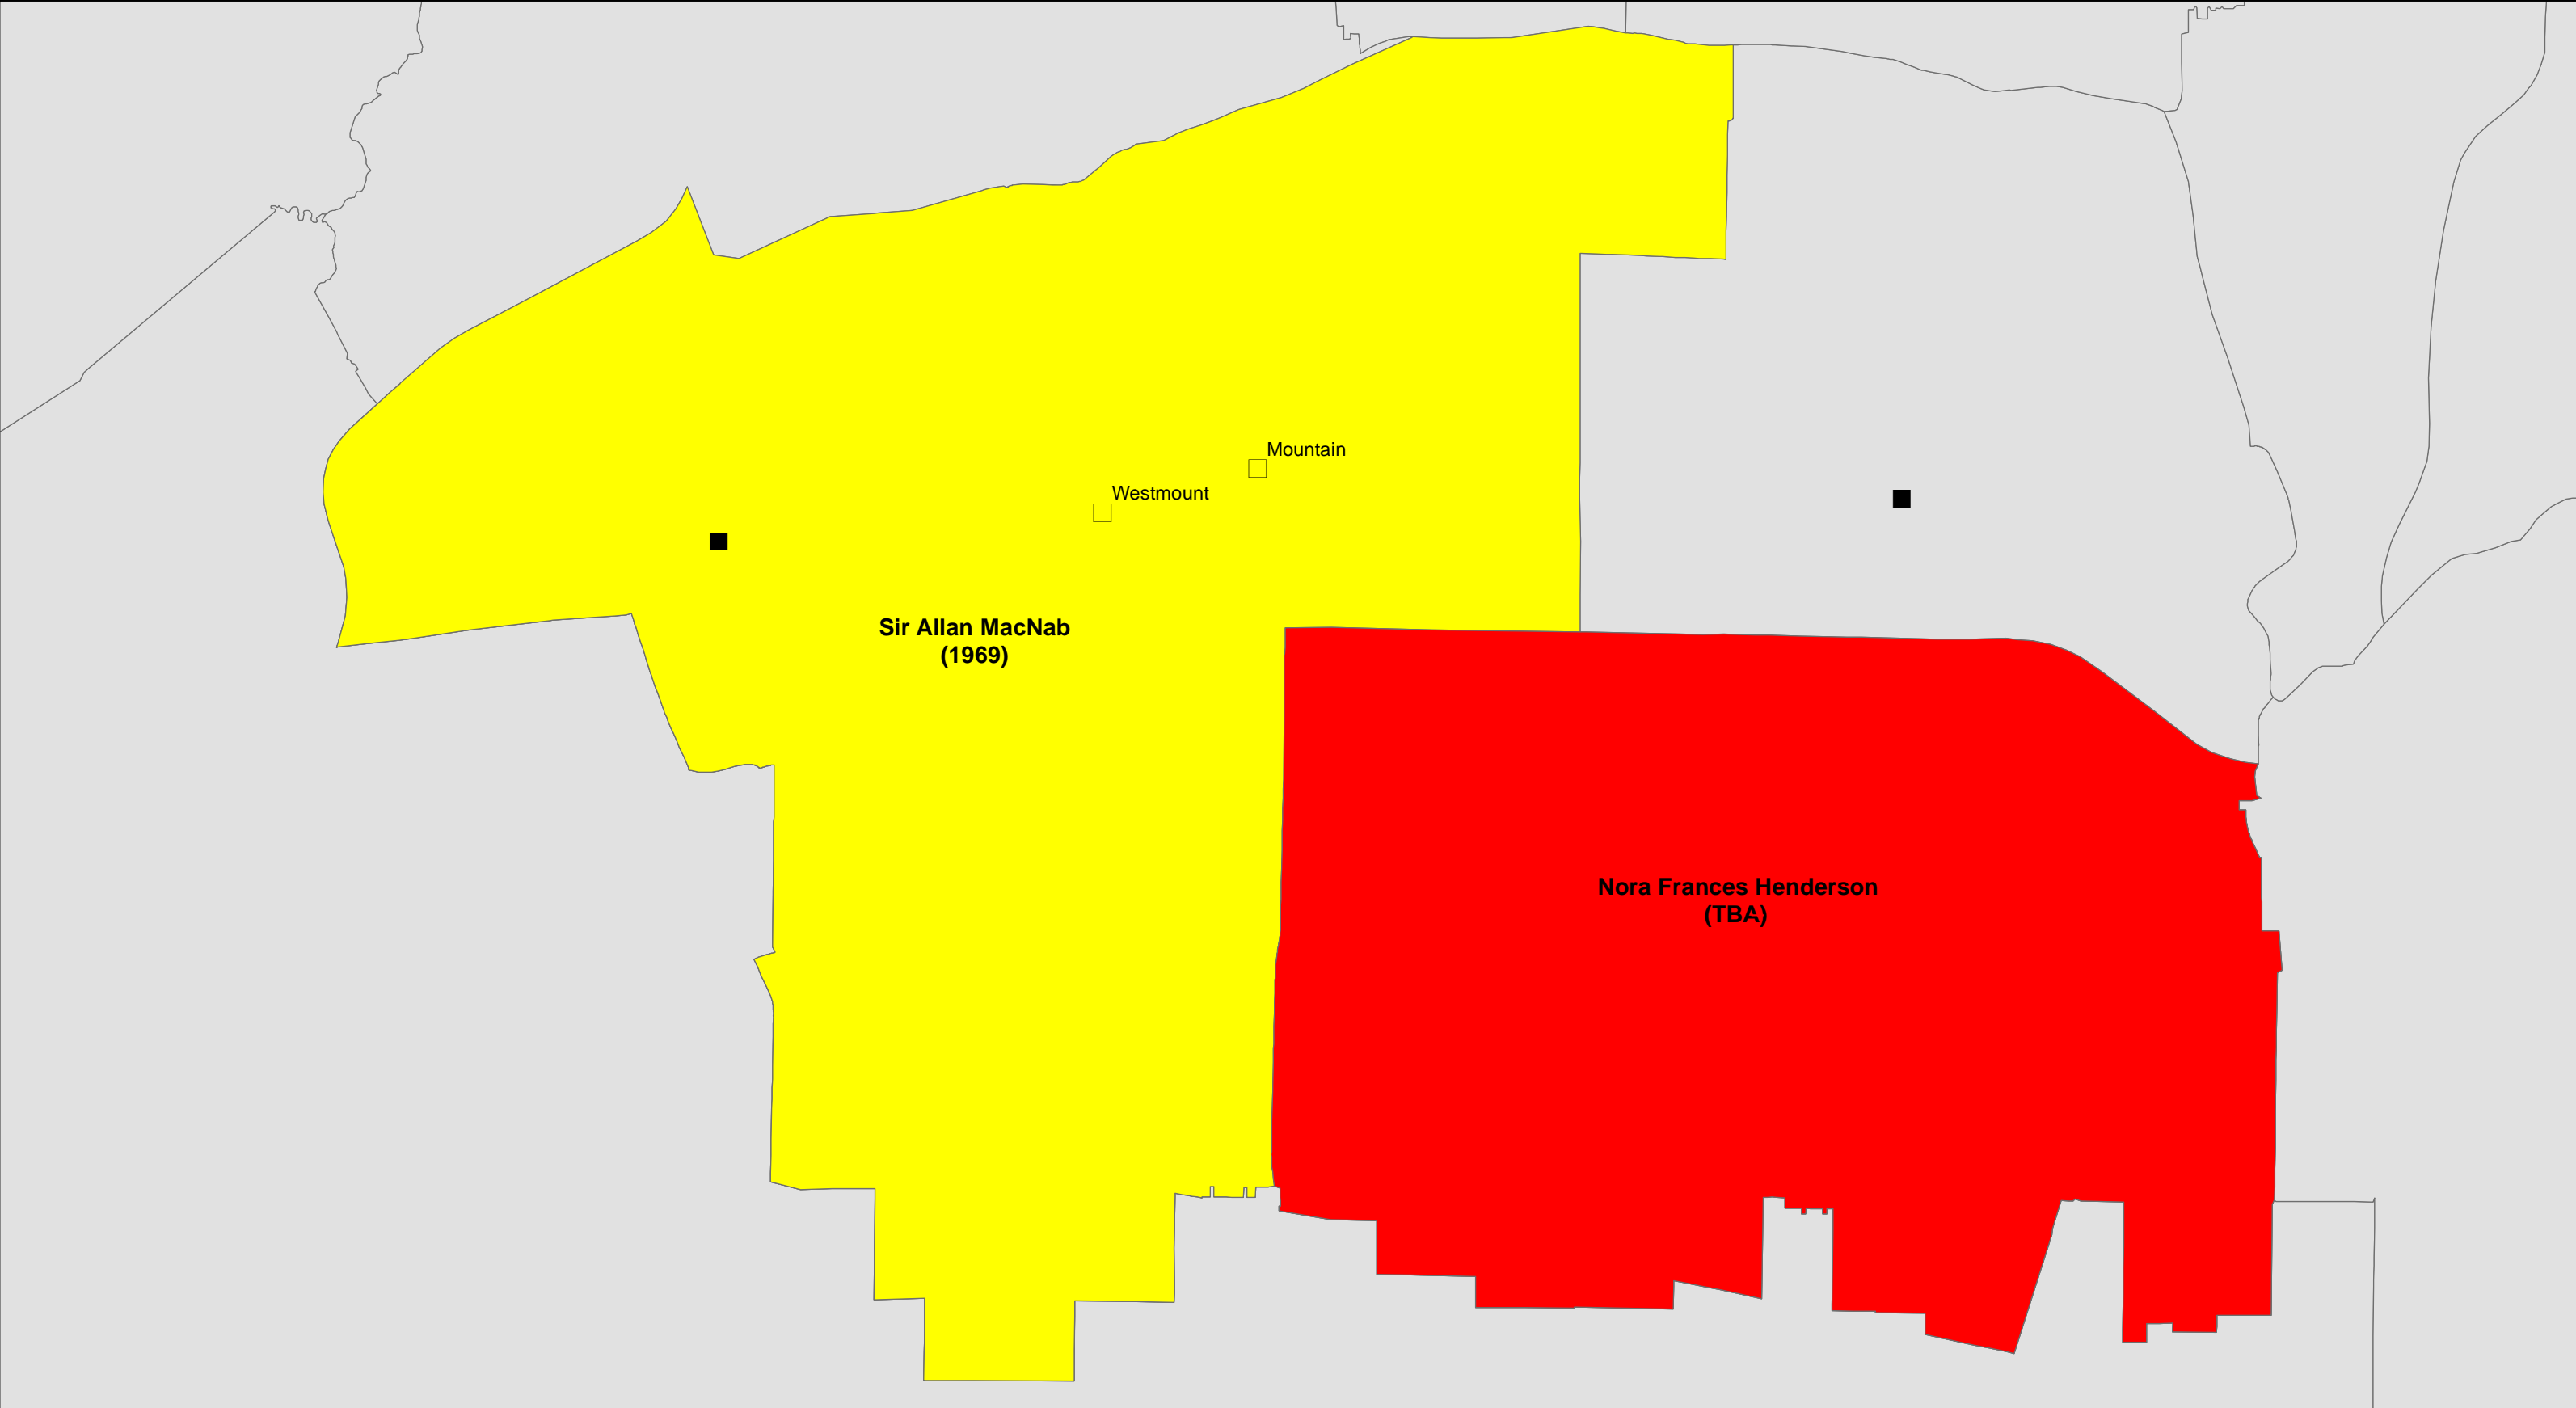 Mountain
Westmount
Sir Allan MacNab
(1969)
Nora Frances Henderson
(TBA)